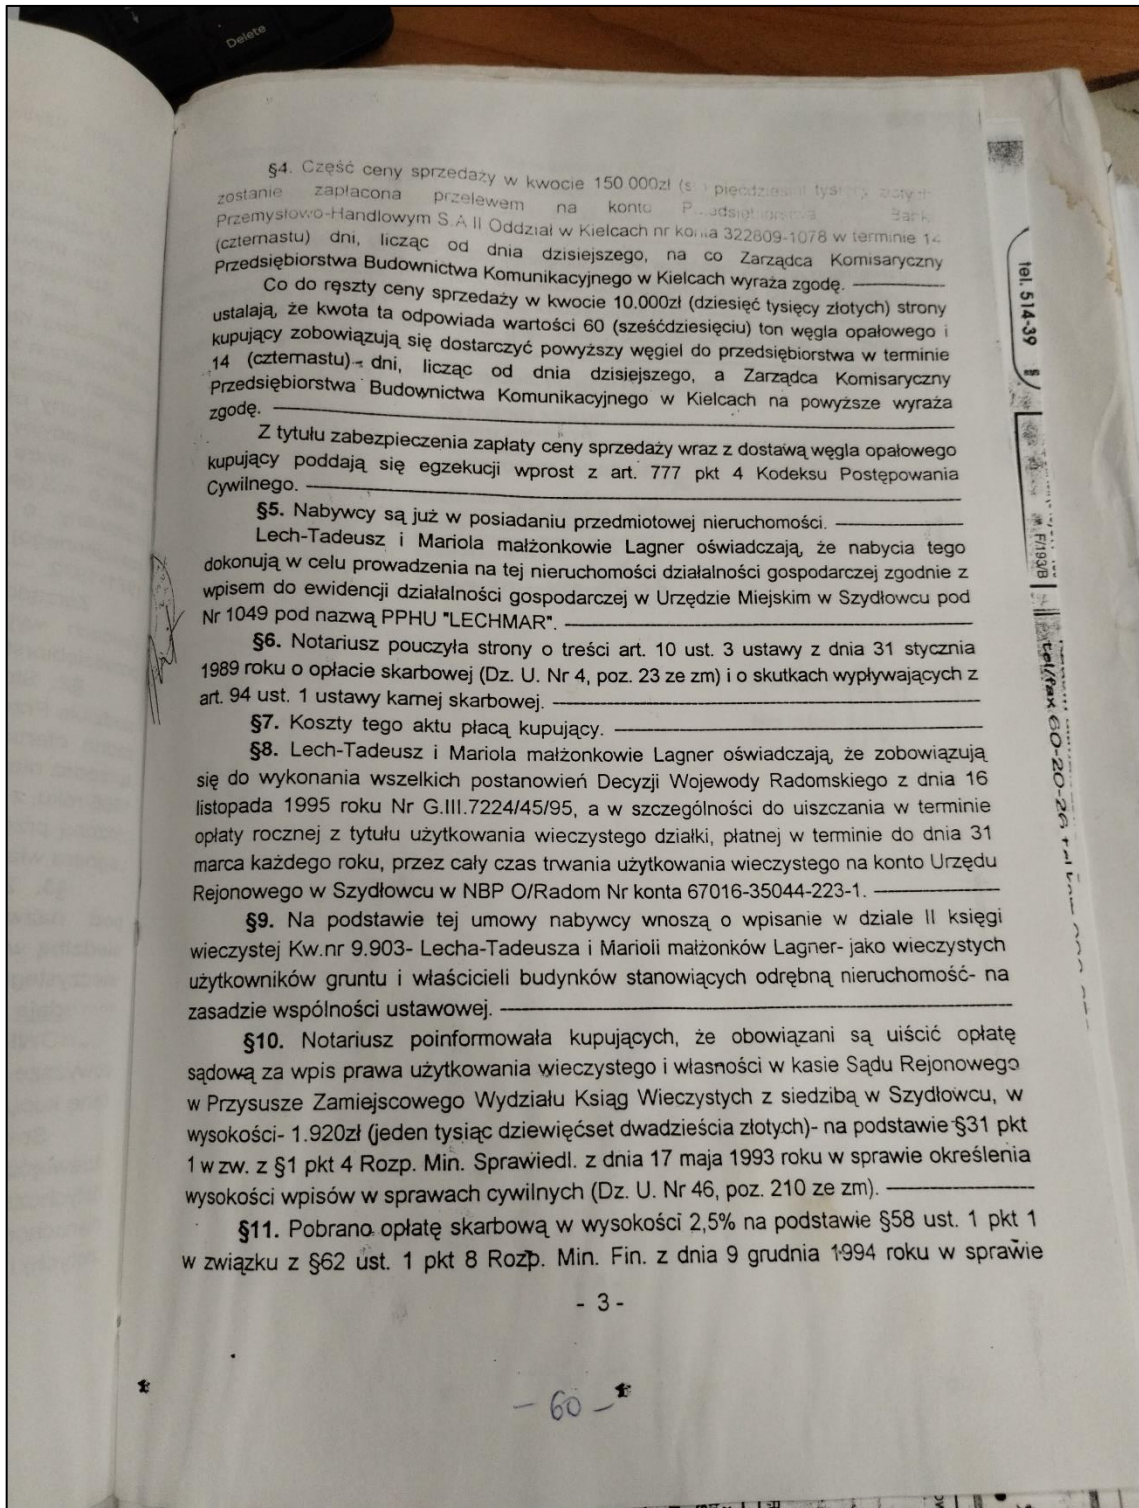 Delete
§4. Część ceny sprzedaży w kwocie 150.000zł (s pięćdziesiąt tysięcy złotych
zostanie zapłacona przelewem na konto Bank
Przemysłowo-Handlowym S.A II Oddział w Kielcach nr konta 322809-1078 w terminie 14
(czternastu) dni, licząc od dnia dzisiejszego, na co Zarządca Komisaryczny
Przedsiębiorstwa Budownictwa Komunikacyjnego w Kielcach wyraża zgodę.
Co do ręszty ceny sprzedaży w kwocie 10.000zł (dziesięć tysięcy złotych) strony
ustalają, że kwota ta odpowiada wartości 60 (sześćdziesięciu) ton węgla opałowego i
kupujący zobowiązują się dostarczyć powyższy węgiel do przedsiębiorstwa w terminie
14 (czternastu)- dni, licząc od dnia dzisiejszego, a Zarządca Komisaryczny
Przedsiębiorstwa Budownictwa Komunikacyjnego w Kielcach na powyższe wyraża
zgodę.
Z tytułu zabezpieczenia zapłaty ceny sprzedaży wraz z dostawą węgla opałowego
kupujący poddają się egzekucji wprost z art. 777 pkt 4 Kodeksu Postępowania
Cywilnego.
§5. Nabywcy są już w posiadaniu przedmiotowej nieruchomości.
Lech-Tadeusz i Mariola małżonkowie Lagner oświadczają, że nabycia tego
dokonują w celu prowadzenia na tej nieruchomości działalności gospodarczej zgodnie z
wpisem do ewidencji działalności gospodarczej w Urzędzie Miejskim w Szydłowcu pod
Nr 1049 pod nazwą PPHU "LECHMAR".
§6. Notariusz pouczyła strony o treści art. 10 ust. 3 ustawy z dnia 31 stycznia
1989 roku o opłacie skarbowej (Dz. U. Nr 4, poz. 23 ze zm) i o skutkach wypływających z
art. 94 ust. 1 ustawy karnej skarbowej.
§7. Koszty tego aktu płacą kupujący.
§8. Lech-Tadeusz i Mariola małżonkowie Lagner oświadczają, że zobowiązują
się do wykonania wszelkich postanowień Decyzji Wojewody Radomskiego z dnia 16
listopada 1995 roku Nr G.III.7224/45/95, a w szczególności do uiszczania w terminie
opłaty rocznej z tytułu użytkowania wieczystego działki, płatnej w terminie do dnia 31
marca każdego roku, przez cały czas trwania użytkowania wieczystego na konto Urzędu
Rejonowego w Szydłowcu w NBP O/Radom Nr konta 67016-35044-223-1.
§9. Na podstawie tej umowy nabywcy wnoszą o wpisanie w dziale II księgi
wieczystej Kw.nr 9.903- Lecha-Tadeusza i Marioli małżonków Lagner- jako wieczystych
użytkowników gruntu i właścicieli budynków stanowiących odrębną nieruchomość- na
zasadzie wspólności ustawowej.
§10. Notariusz poinformowała kupujących, że obowiązani są uiścić opłatę
sądową za wpis prawa użytkowania wieczystego i własności w kasie Sądu Rejonowego
w Przysusze Zamiejscowego Wydziału Ksiąg Wieczystych z siedzibą w Szydłowcu, w
wysokości- 1.920zł (jeden tysiąc dziewięćset dwadzieścia złotych)- na podstawie §31 pkt
1 w zw. z §1 pkt 4 Rozp. Min. Sprawiedl. z dnia 17 maja 1993 roku w sprawie określenia
wysokości wpisów w sprawach cywilnych (Dz. U. Nr 46, poz. 210 ze zm).
§11. Pobrano opłatę skarbową w wysokości 2,5% na podstawie §58 ust. 1 pkt 1
w związku z §62 ust. 1 pkt 8 Rozp. Min. Fin. z dnia 9 grudnia 1994 roku w sprawie
- 3 -
- 60 -
tel. 514-39
F/193/B
tel/fax 60-20-26